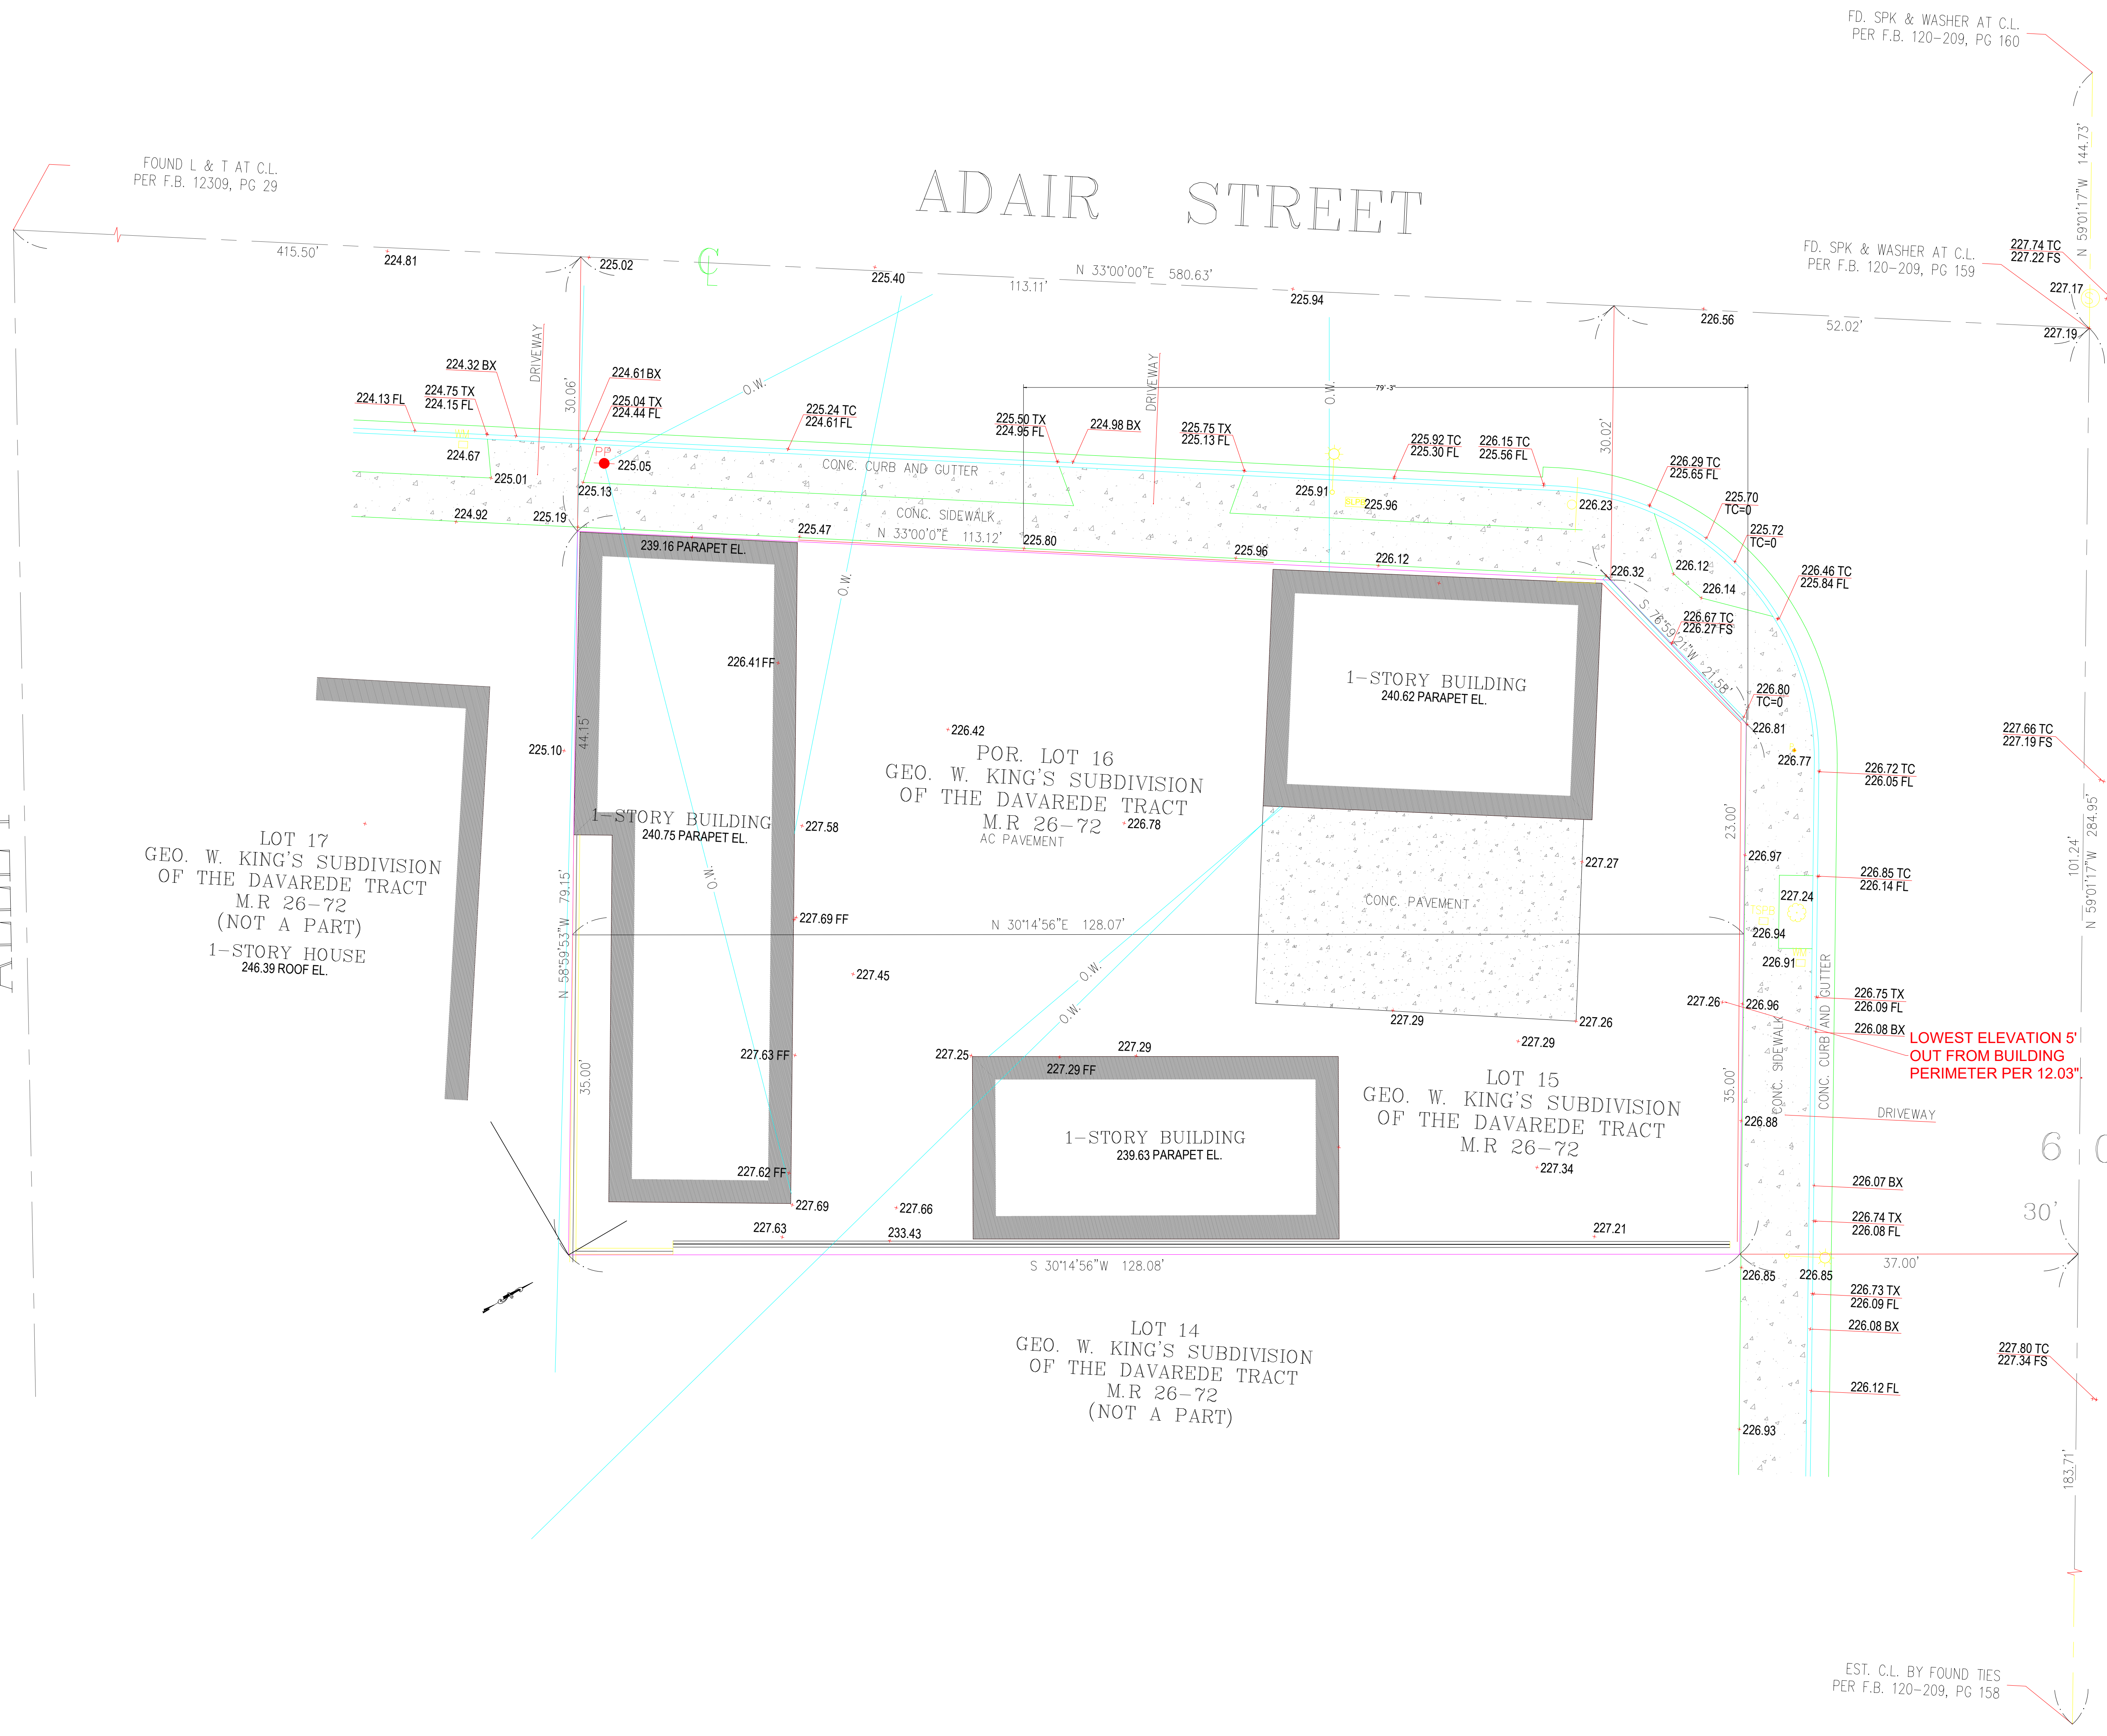 FD. SPK & WASHER AT C.L.
PER F.B. 120-209, PG 160
N 59°01'17"W 144.73'
FOUND L & T AT C.L.
PER F.B. 12309, PG 29
ADAIR STREET
415.50'
224.81
225.02
℄
225.40
N 33°00'00"E 580.63'
113.11'
225.94
226.56
52.02'
FD. SPK & WASHER AT C.L.
PER F.B. 120-209, PG 159
227.74 TC
227.22 FS
227.17
227.19
DRIVEWAY
30.06'
224.32 BX
224.61 BX
224.13 FL
224.75 TX
224.15 FL
225.04 TX
224.44 FL
O.W.
225.24 TC
224.61 FL
225.50 TX
224.95 FL
224.98 BX
DRIVEWAY
79'-3"
O.W.
225.75 TX
225.13 FL
225.92 TC
225.30 FL
226.15 TC
225.56 FL
30.02'
226.29 TC
225.65 FL
225.70
TC=0
225.72
TC=0
226.46 TC
225.84 FL
224.67
PP
225.05
225.01
225.13
CONC. CURB AND GUTTER
225.91
225.96
226.23
224.92
225.19
CONC. SIDEWALK
225.47
N 33°00'0"E 113.12'
225.80
225.96
226.12
226.32
226.12
226.14
239.16 PARAPET EL.
O.W.
226.67 TC
226.27 FS
S 76°59'21"W 21.58'
226.80
TC=0
226.81
226.77
226.41 FF
1-STORY BUILDING
240.62 PARAPET EL.
44.15'
225.10
226.42
POR. LOT 16
GEO. W. KING'S SUBDIVISION
OF THE DAVAREDE TRACT
M.R 26-72
226.78
AC PAVEMENT
227.66 TC
227.19 FS
226.72 TC
226.05 FL
23.00'
1-STORY BUILDING
240.75 PARAPET EL.
227.58
LOT 17
GEO. W. KING'S SUBDIVISION
OF THE DAVAREDE TRACT
M.R 26-72
(NOT A PART)
1-STORY HOUSE
246.39 ROOF EL.
O.W.
N 58°59'53"W 79.15'
227.69 FF
N 30°14'56"E 128.07'
CONC. PAVEMENT
227.27
226.97
226.85 TC
226.14 FL
227.24
226.94
226.91
101.24'
N 59°01'17"W 284.95'
227.45
O.W.
O.W.
227.26
226.96
226.75 TX
226.09 FL
226.08 BX
LOWEST ELEVATION 5'
OUT FROM BUILDING
PERIMETER PER 12.03".
227.29
227.26
227.29
227.63 FF
227.25
227.29
227.29 FF
35.00'
LOT 15
GEO. W. KING'S SUBDIVISION
OF THE DAVAREDE TRACT
M.R 26-72
35.00'
CONC. SIDEWALK
CONC. CURB AND GUTTER
DRIVEWAY
226.88
1-STORY BUILDING
239.63 PARAPET EL.
227.34
6 0
227.62 FF
227.69
227.66
226.07 BX
30'
227.63
233.43
227.21
226.74 TX
226.08 FL
S 30°14'56"W 128.08'
37.00'
226.85
226.85
226.73 TX
226.09 FL
226.08 BX
LOT 14
GEO. W. KING'S SUBDIVISION
OF THE DAVAREDE TRACT
M.R 26-72
(NOT A PART)
227.80 TC
227.34 FS
226.12 FL
226.93
183.71'
EST. C.L. BY FOUND TIES
PER F.B. 120-209, PG 158